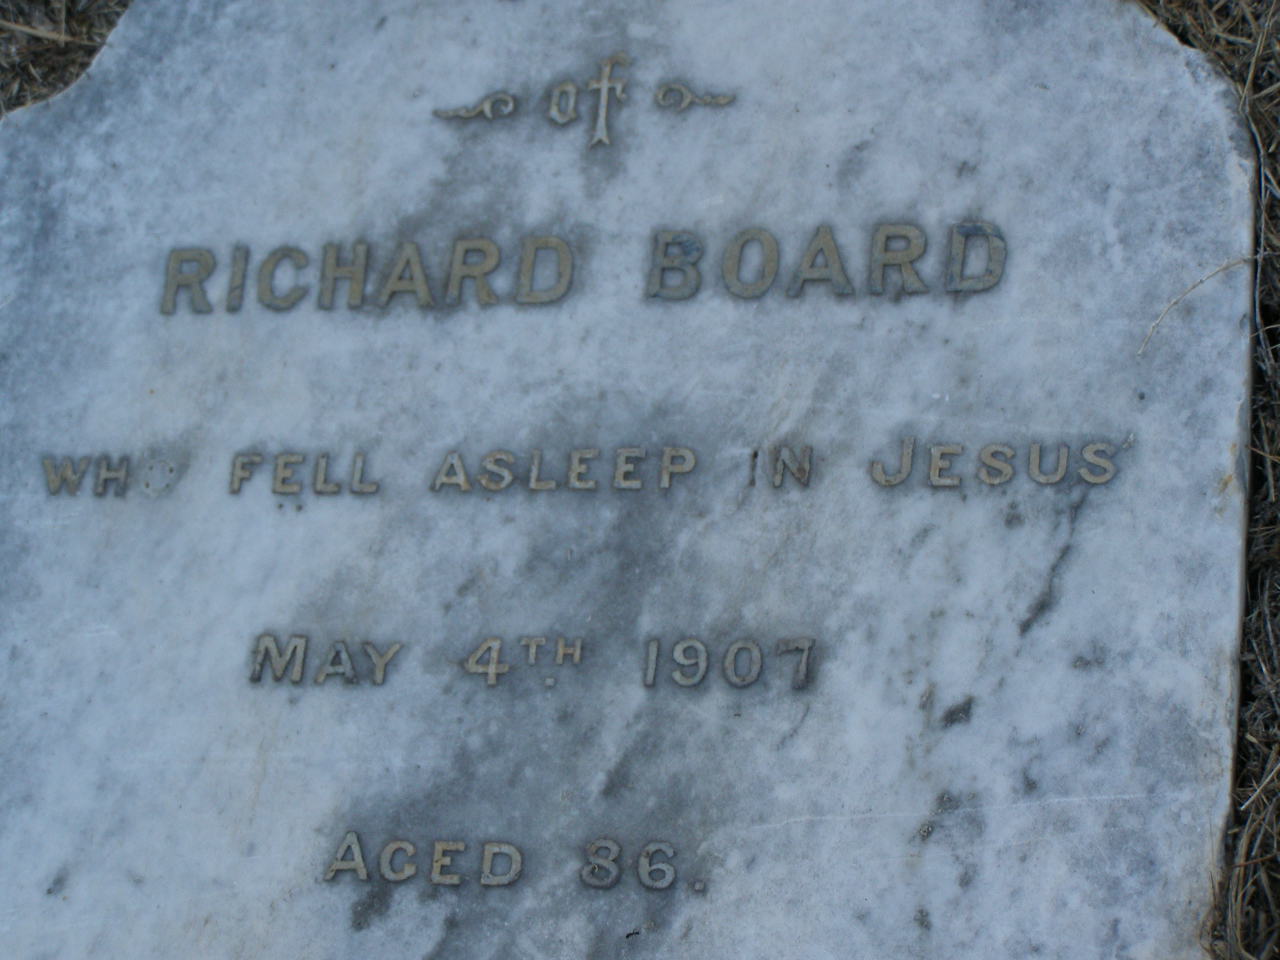 of
RICHARD BOARD
WHO FELL ASLEEP IN JESUS
MAY 4TH 1907
AGED 86.